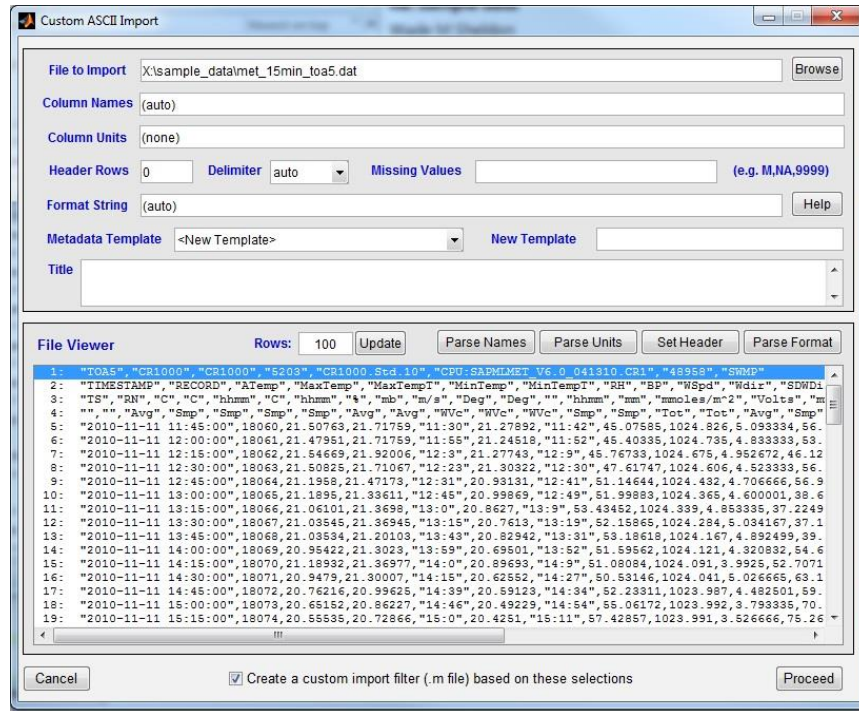 Custom ASCII Import
File to Import X:\sample_data\met_15min_toa5.dat Browse
Column Names (auto)
Column Units (none)
Header Rows 0 Delimiter auto Missing Values (e.g. M,NA,9999)
Format String (auto) Help
Metadata Template <New Template> New Template
Title
File Viewer Rows: 100 Update Parse Names Parse Units Set Header Parse Format
1: "TOA5","CR1000","CR1000","5203","CR1000.Std.10","CPU:SAPMLMET_V6.0_041310.CR1","48958","SWMP"
2: "TIMESTAMP","RECORD","ATemp","MaxTemp","MaxTempT","MinTemp","MinTempT","RH","BP","WSpd","Wdir","SDWDi
3: "TS","RN","C","C","hhmm","C","hhmm","%","mb","m/s","Deg","Deg","","hhmm","mm","mmoles/m^2","Volts","m
4: "","","Avg","Smp","Smp","Smp","Smp","Avg","Avg","WVc","WVc","WVc","Smp","Smp","Tot","Tot","Avg","Smp"
5: "2010-11-11 11:45:00",18060,21.50763,21.71759,"11:30",21.27892,"11:42",45.07585,1024.826,5.093334,56.
6: "2010-11-11 12:00:00",18061,21.47951,21.71759,"11:55",21.24518,"11:52",45.40335,1024.735,4.833333,53.
7: "2010-11-11 12:15:00",18062,21.54669,21.92006,"12:3",21.27743,"12:9",45.76733,1024.675,4.952672,46.12
8: "2010-11-11 12:30:00",18063,21.50825,21.71067,"12:23",21.30322,"12:30",47.61747,1024.606,4.523333,56.
9: "2010-11-11 12:45:00",18064,21.1958,21.47173,"12:31",20.93131,"12:41",51.14644,1024.432,4.706666,56.9
10: "2010-11-11 13:00:00",18065,21.1895,21.33611,"12:45",20.99869,"12:49",51.99883,1024.365,4.600001,38.6
11: "2010-11-11 13:15:00",18066,21.06101,21.3698,"13:0",20.8627,"13:9",53.43452,1024.339,4.853335,37.2249
12: "2010-11-11 13:30:00",18067,21.03545,21.36945,"13:15",20.7613,"13:19",52.15865,1024.284,5.034167,37.1
13: "2010-11-11 13:45:00",18068,21.03534,21.20103,"13:43",20.82942,"13:31",53.18618,1024.167,4.892499,39.
14: "2010-11-11 14:00:00",18069,20.95422,21.3023,"13:59",20.69501,"13:52",51.59562,1024.121,4.320832,54.6
15: "2010-11-11 14:15:00",18070,21.18932,21.36977,"14:0",20.89693,"14:9",51.08084,1024.091,3.9925,52.7071
16: "2010-11-11 14:30:00",18071,20.9479,21.30007,"14:15",20.62552,"14:27",50.53146,1024.041,5.026665,63.1
17: "2010-11-11 14:45:00",18072,20.76216,20.99625,"14:39",20.59123,"14:34",52.23311,1023.987,4.482501,59.
18: "2010-11-11 15:00:00",18073,20.65152,20.86227,"14:46",20.49229,"14:54",55.06172,1023.992,3.793335,70.
19: "2010-11-11 15:15:00",18074,20.55535,20.72866,"15:0",20.4251,"15:11",57.42857,1023.991,3.526666,75.26
Cancel Create a custom import filter (.m file) based on these selections Proceed